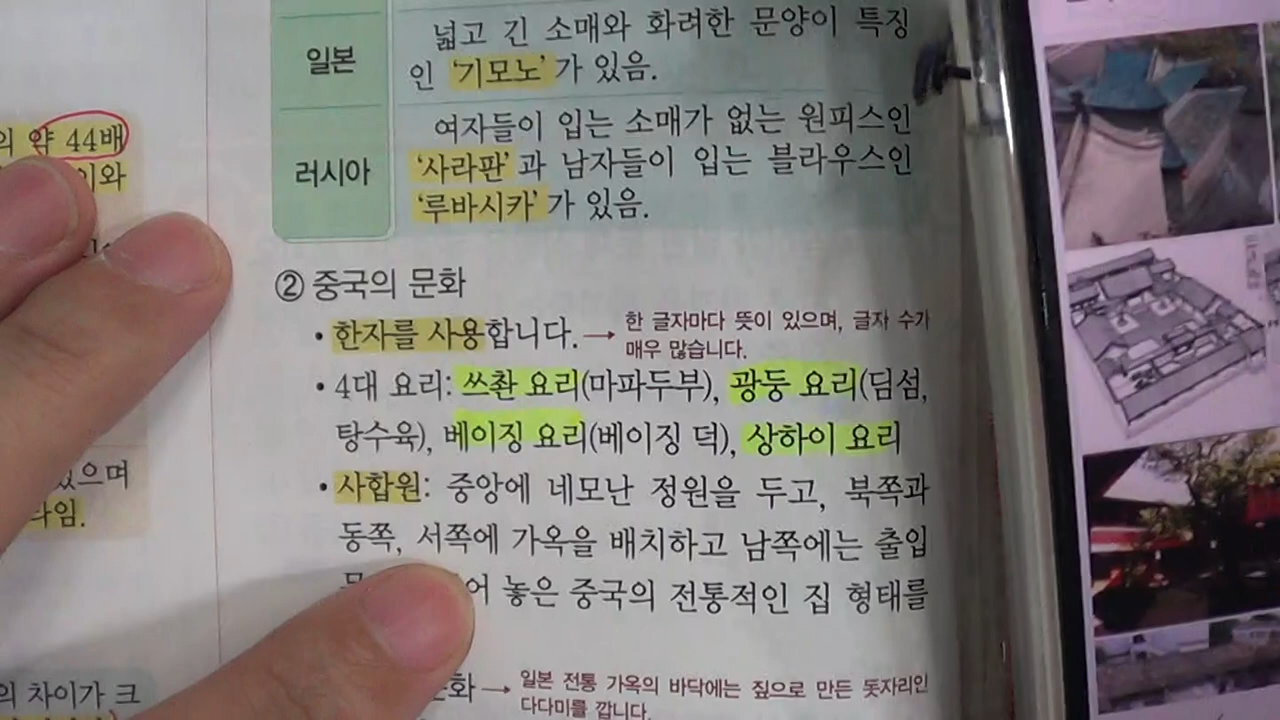 의 약 44배
이와
있으며
타임.
의 차이가 크
일본
넓고 긴 소매와 화려한 문양이 특징
인 '기모노'가 있음.
러시아
여자들이 입는 소매가 없는 원피스인
'사라판'과 남자들이 입는 블라우스인
'루바시카'가 있음.
② 중국의 문화
• 한자를 사용합니다. → 한 글자마다 뜻이 있으며, 글자 수가
매우 많습니다.
• 4대 요리: 쓰촨 요리(마파두부), 광둥 요리(딤섬,
탕수육), 베이징 요리(베이징 덕), 상하이 요리
• 사합원: 중앙에 네모난 정원을 두고, 북쪽과
동쪽, 서쪽에 가옥을 배치하고 남쪽에는 출입
놓은 중국의 전통적인 집 형태를
화 → 일본 전통 가옥의 바닥에는 짚으로 만든 돗자리인
다다미를 깝니다.